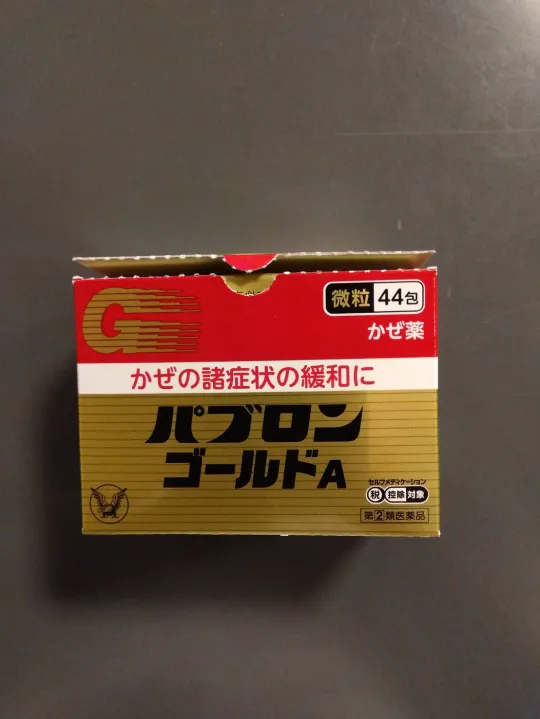 G
微粒 44包
かぜ薬
かぜの諸症状の緩和に
パブロン
ゴールドA
セルフメディケーション
税 控除 対象
指②類医薬品